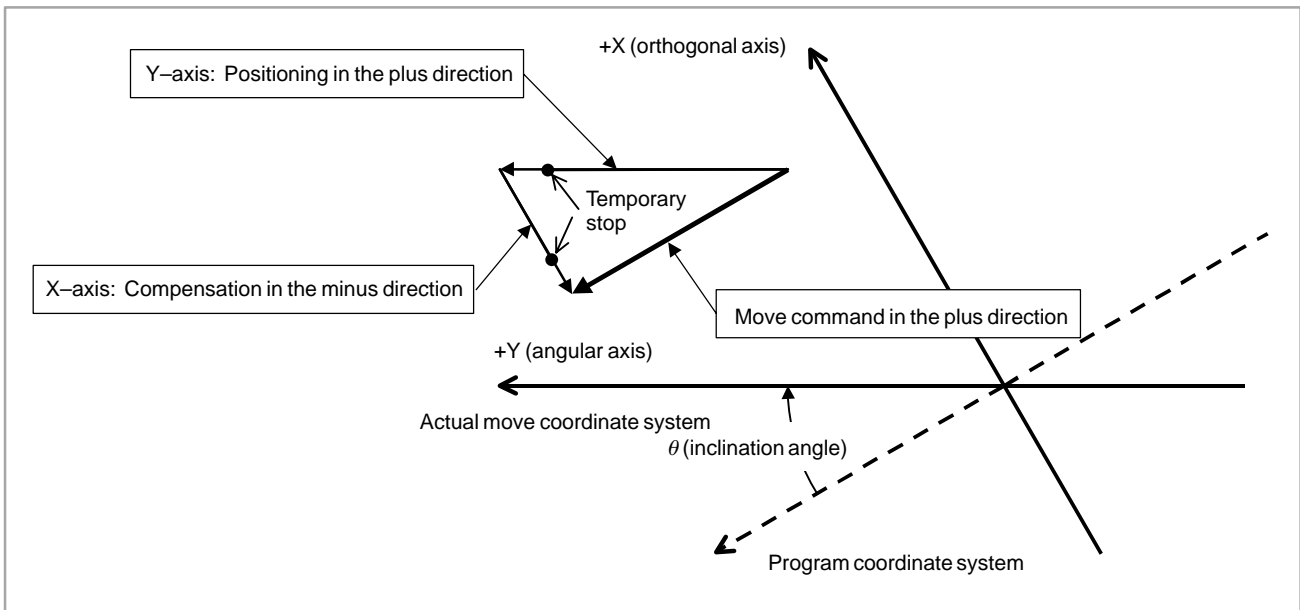 +X (orthogonal axis)
Y–axis: Positioning in the plus direction
Temporary
stop
X–axis: Compensation in the minus direction
Move command in the plus direction
+Y (angular axis)
Actual move coordinate system
θ (inclination angle)
Program coordinate system